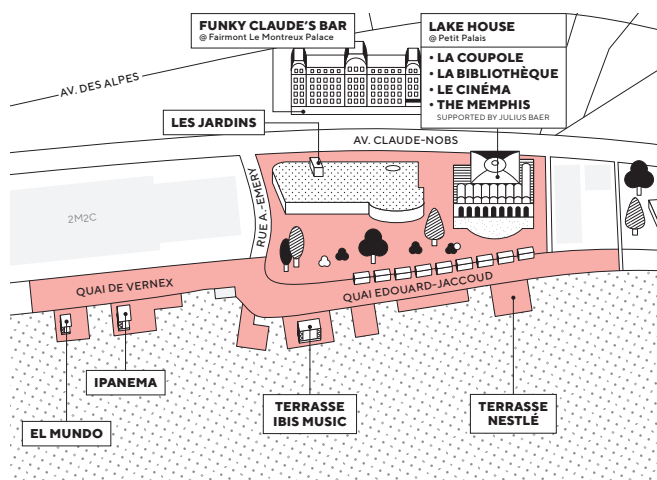 FUNKY CLAUDE'S BAR
@ Fairmont Le Montreux Palace
LAKE HOUSE
@ Petit Palais
• LA COUPOLE
• LA BIBLIOTHÈQUE
• LE CINÉMA
• THE MEMPHIS
SUPPORTED BY JULIUS BAER
AV. DES ALPES
LES JARDINS
AV. CLAUDE-NOBS
RUE A.-EMERY
2M2C
QUAI DE VERNEX
QUAI EDOUARD-JACCOUD
IPANEMA
EL MUNDO
TERRASSE
IBIS MUSIC
TERRASSE
NESTLÉ